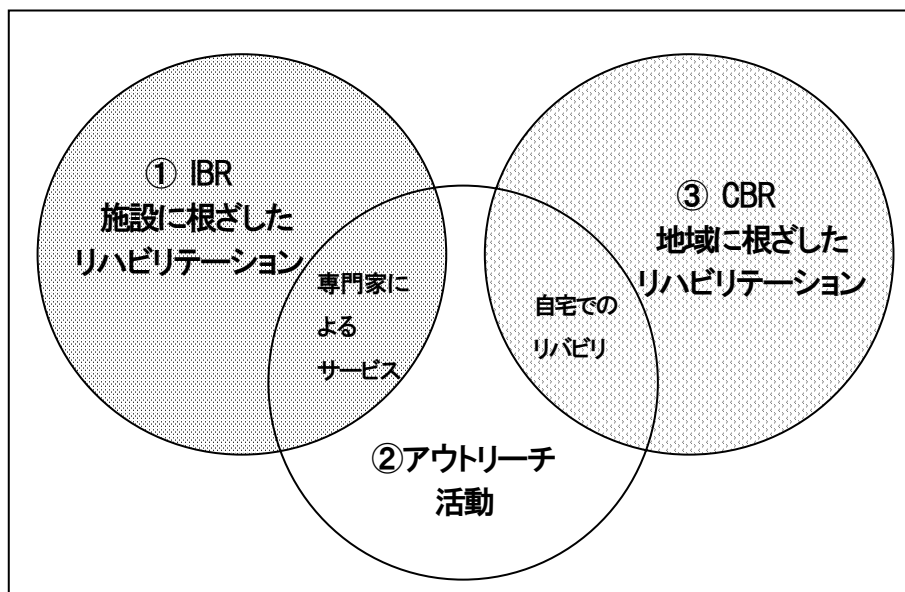 ① IBR
施設に根ざした
リハビリテーション
専門家に
よる
サービス
②アウトリーチ
活動
③ CBR
地域に根ざした
リハビリテーション
自宅での
リバビリ